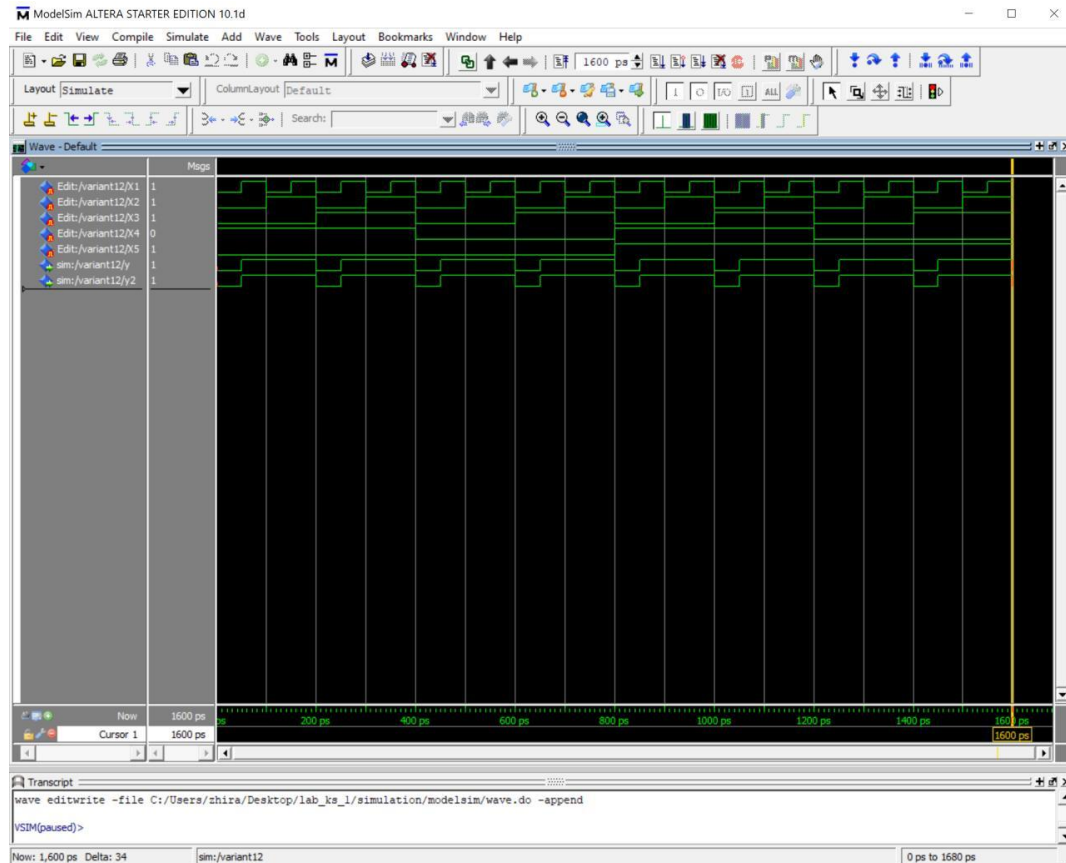 ModelSim ALTERA STARTER EDITION 10.1d
File Edit View Compile Simulate Add Wave Tools Layout Bookmarks Window Help
1600 ps
Layout Simulate
ColumnLayout Default
ALL
Search:
Wave - Default
Msgs
Edit:/variant12/X1 1
Edit:/variant12/X2 1
Edit:/variant12/X3 1
Edit:/variant12/X4 0
Edit:/variant12/X5 1
sim:/variant12/y 1
sim:/variant12/y2 1
Now 1600 ps
ps 200 ps 400 ps 600 ps 800 ps 1000 ps 1200 ps 1400 ps 1600 ps
Cursor 1 1600 ps
1600 ps
Transcript
wave editwrite -file C:/Users/zhira/Desktop/lab_ks_1/simulation/modelsim/wave.do -append
VSIM(paused)>
Now: 1,600 ps Delta: 34
sim:/variant12
0 ps to 1680 ps